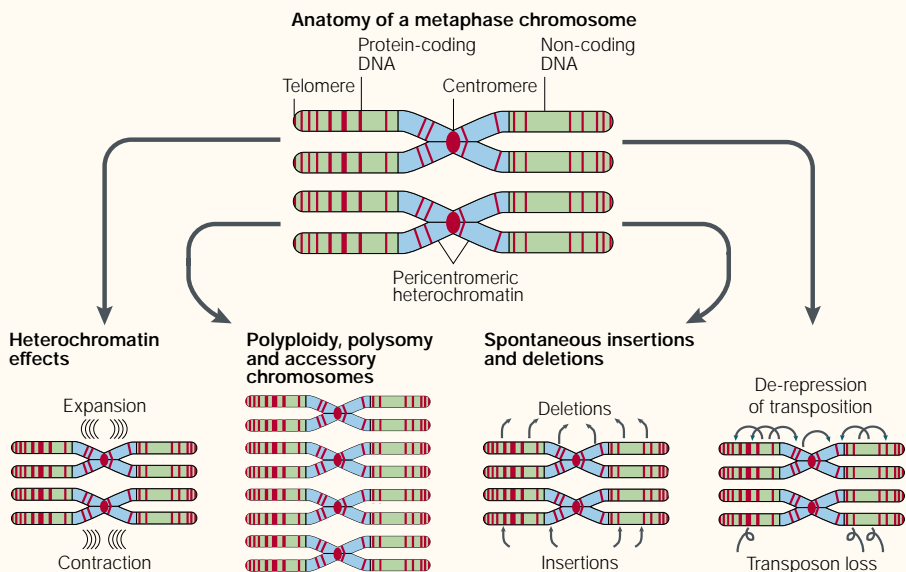 Anatomy of a metaphase chromosome
Protein-coding
DNA
Non-coding
DNA
Telomere
Centromere
Pericentromeric
heterochromatin
Heterochromatin
effects
Expansion
Contraction
Polyploidy, polysomy
and accessory
chromosomes
Spontaneous insertions
and deletions
Deletions
Insertions
De-repression
of transposition
Transposon loss